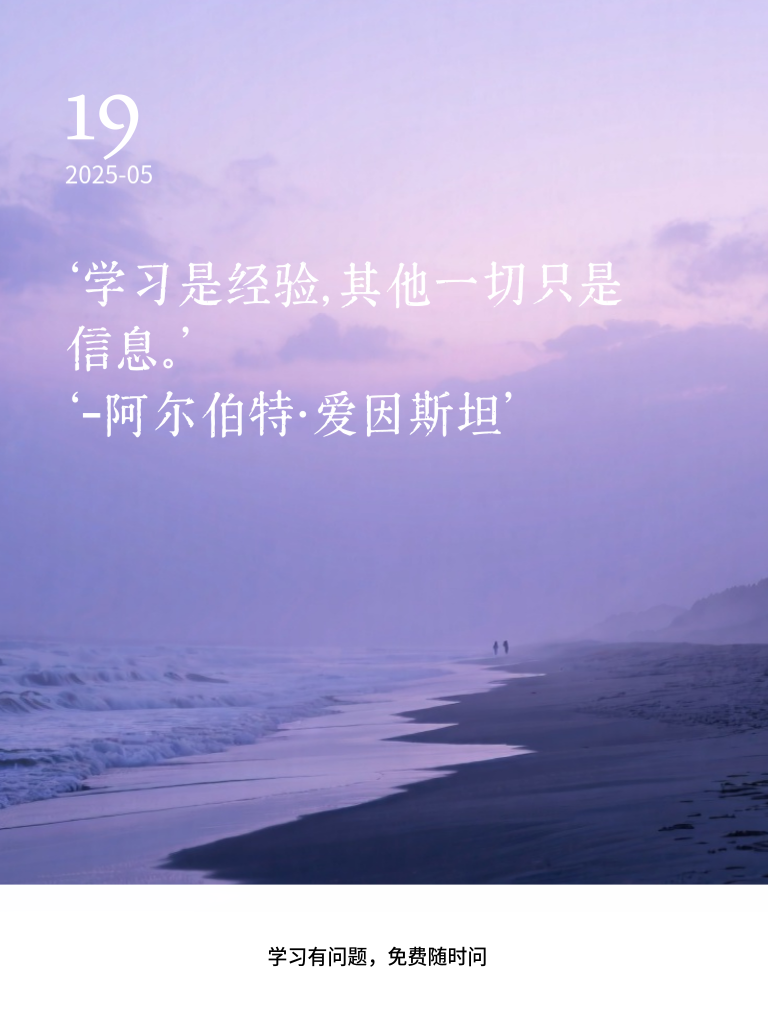 19
2025-05
‘学习是经验,其他一切只是
信息。’
‘-阿尔伯特·爱因斯坦’
学习有问题，免费随时问